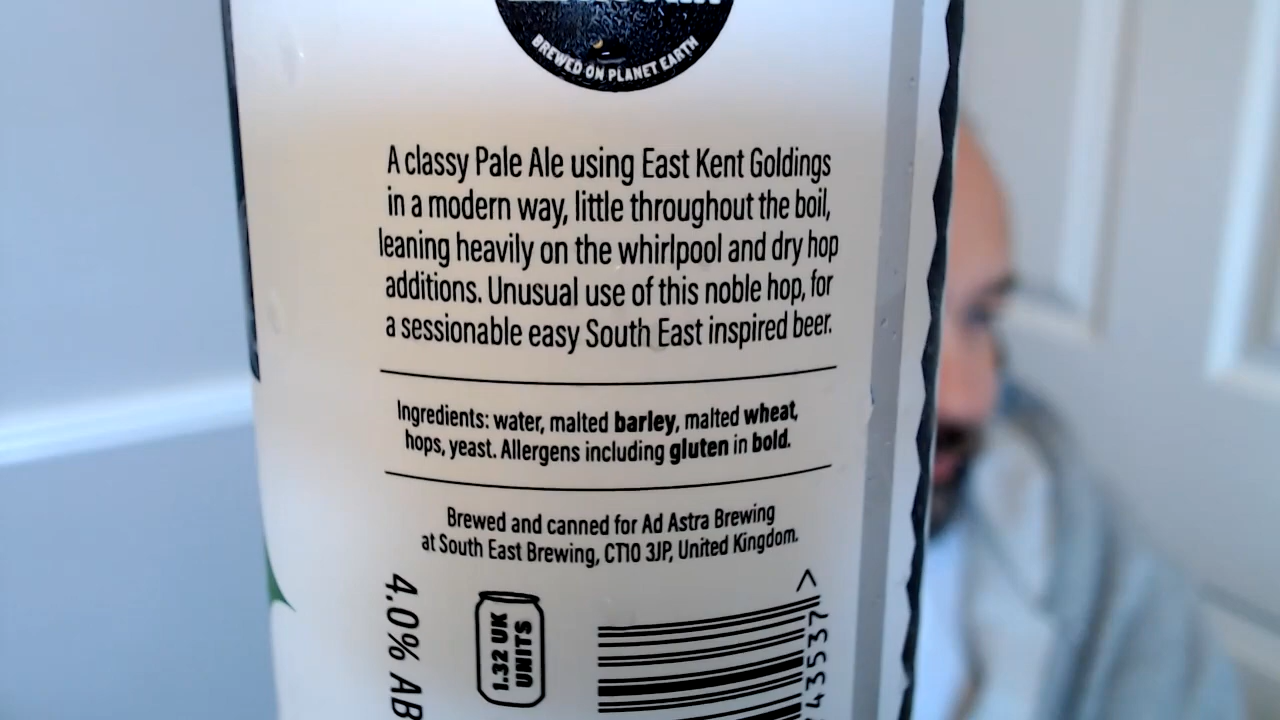 BREWED ON PLANET EARTH
A classy Pale Ale using East Kent Goldings
in a modern way, little throughout the boil,
leaning heavily on the whirlpool and dry hop
additions. Unusual use of this noble hop, for
a sessionable easy South East inspired beer.
Ingredients: water, malted barley, malted wheat,
hops, yeast. Allergens including gluten in bold.
Brewed and canned for Ad Astra Brewing
at South East Brewing, CT10 3JP, United Kingdom.
4.0% AB
1.32 UK
UNITS
43537 >